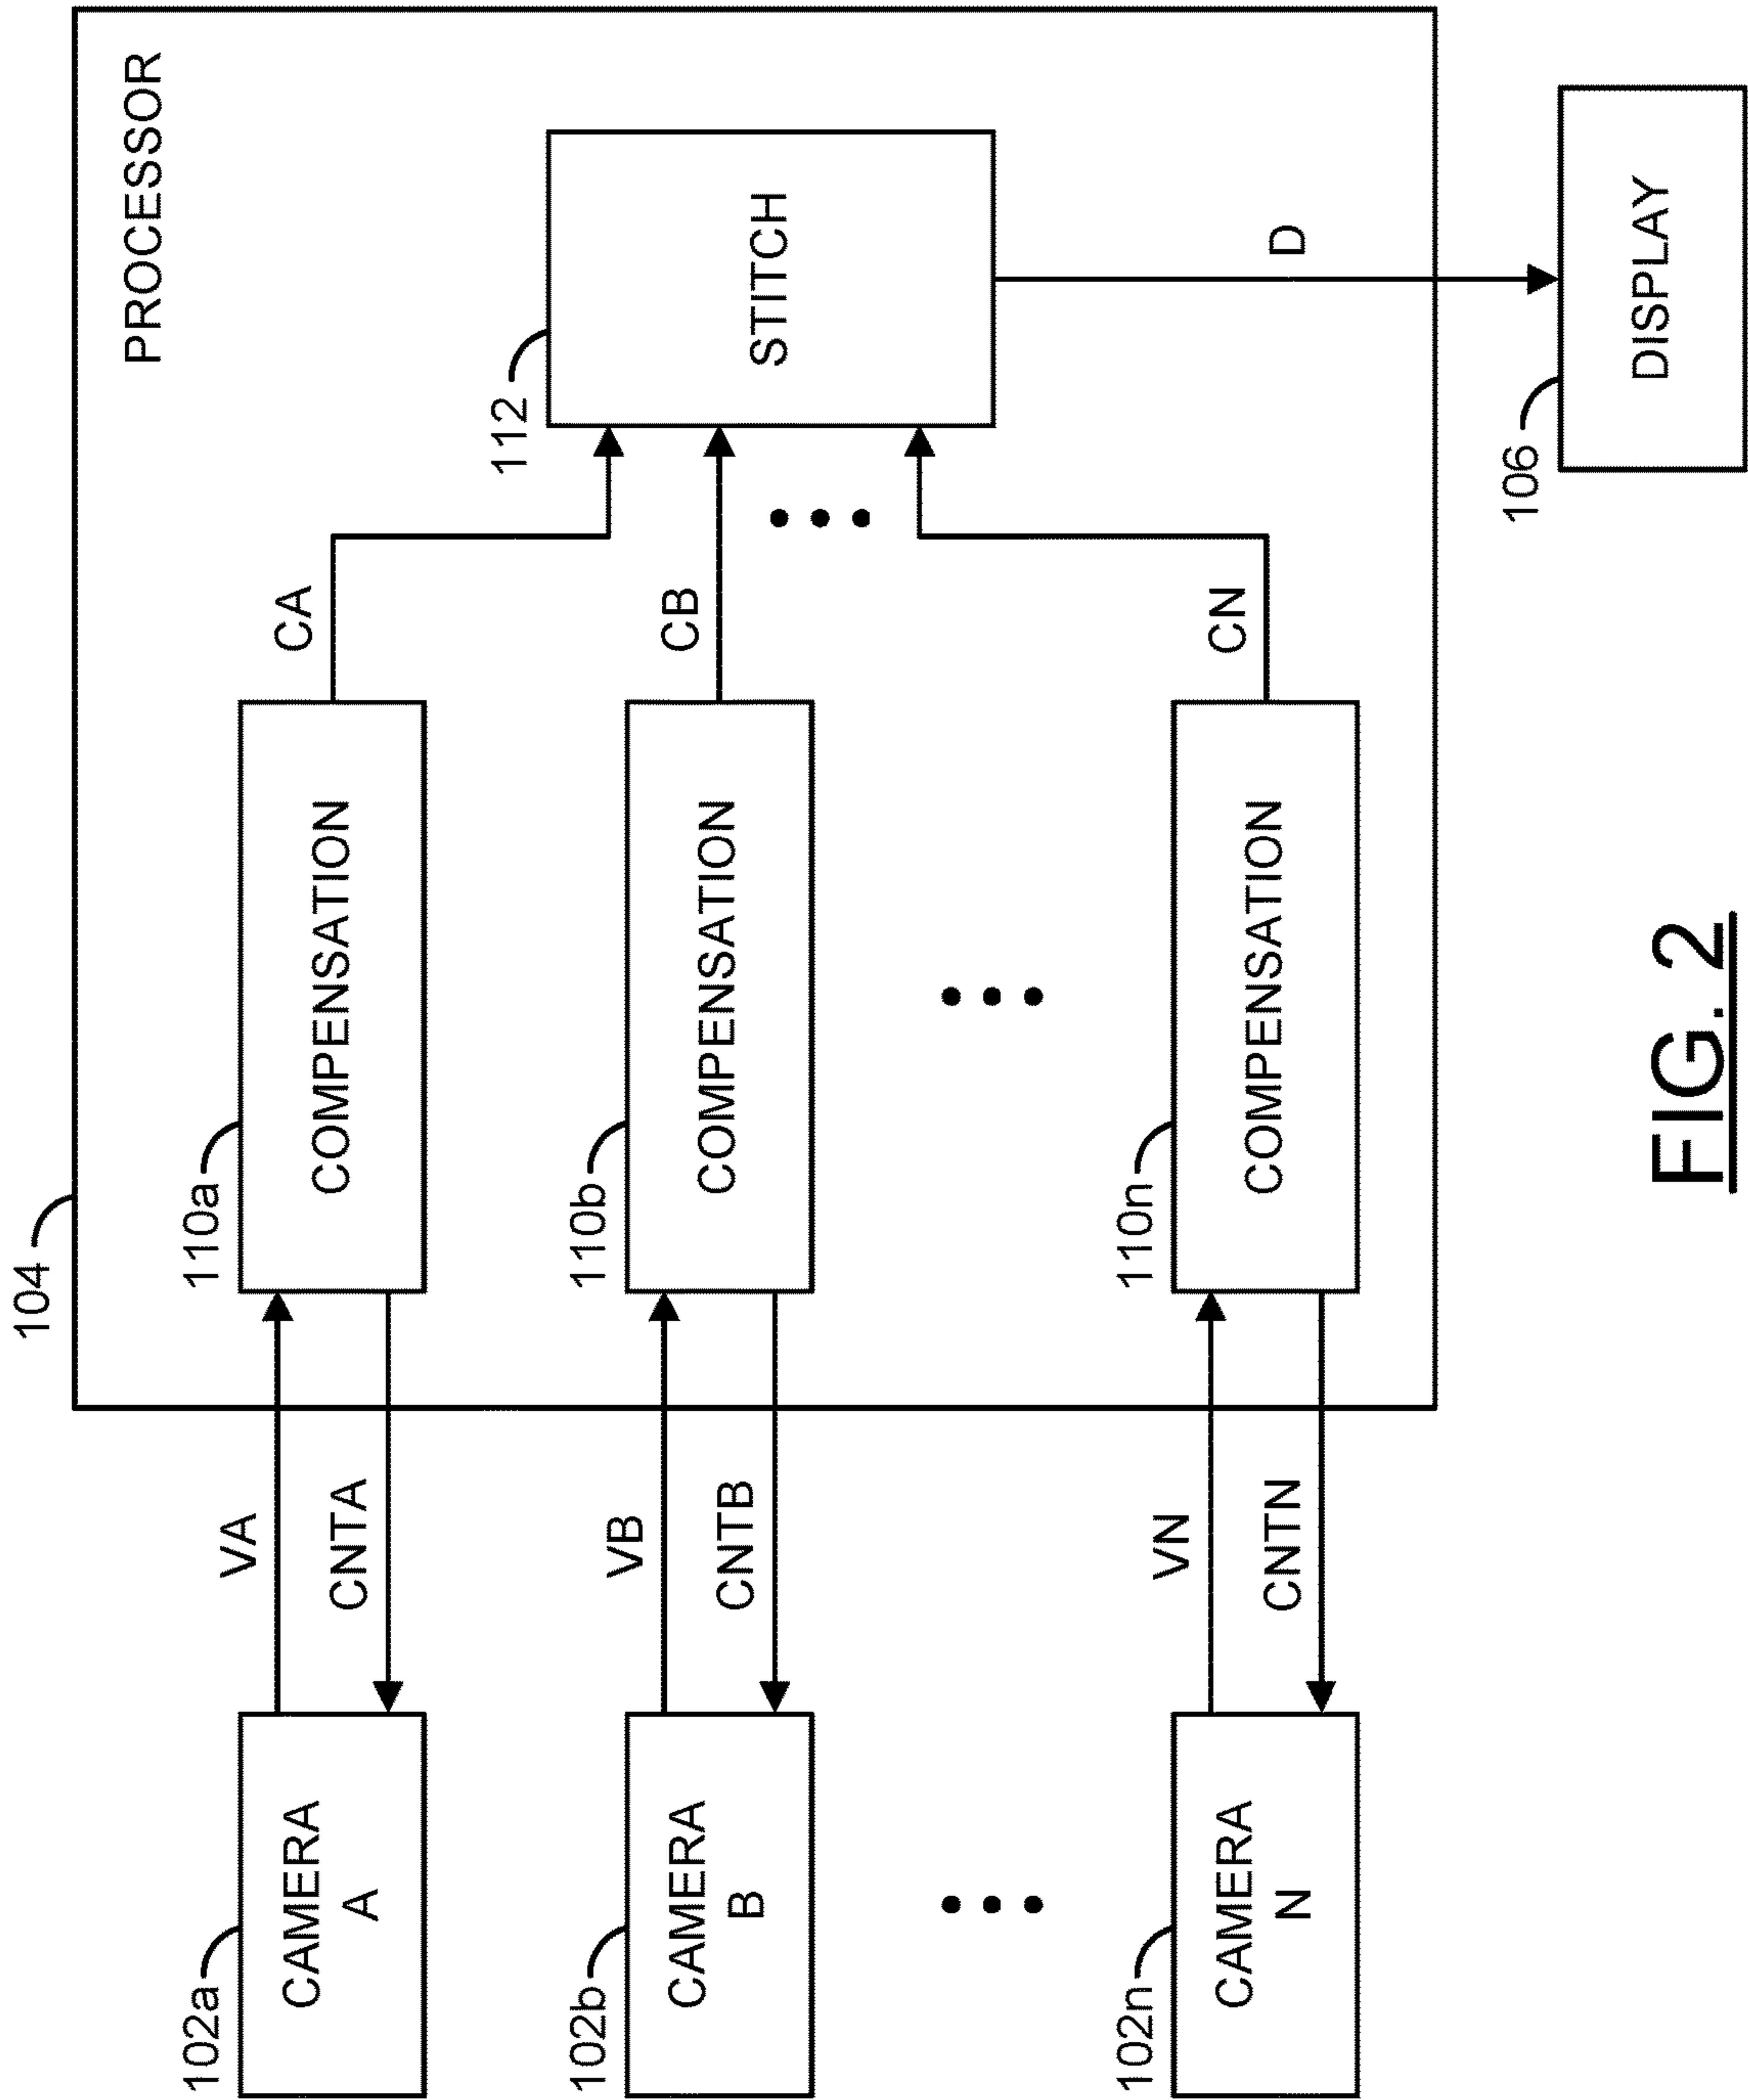 104
PROCESSOR
102a
CAMERA
A
VA
CNTA
110a
COMPENSATION
CA
112
STITCH
102b
CAMERA
B
VB
CNTB
110b
COMPENSATION
CB
102n
CAMERA
N
VN
CNTN
110n
COMPENSATION
CN
D
106
DISPLAY
FIG. 2